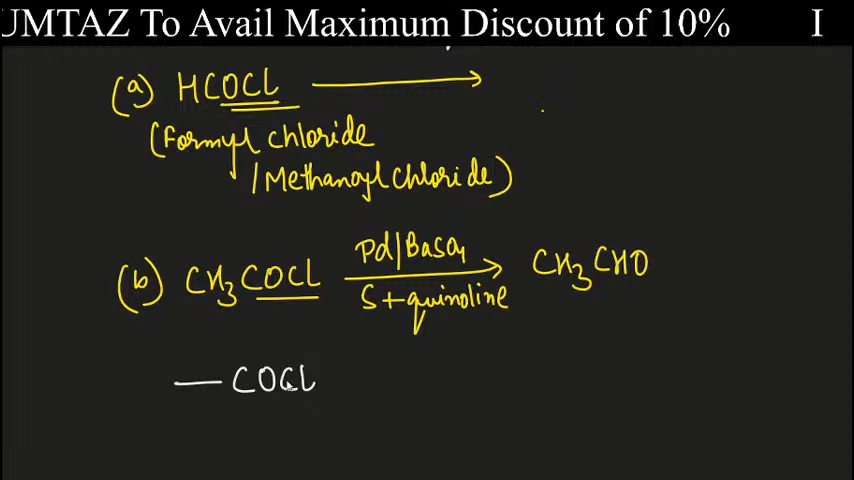 UMTAZ To Avail Maximum Discount of 10% I
(a) HCOCl ⟶
(Formyl chloride
/Methanoyl chloride)
(b) CH₃COCl Pd/BaSO₄ ⟶ CH₃CHO
S+quinoline
— COCl